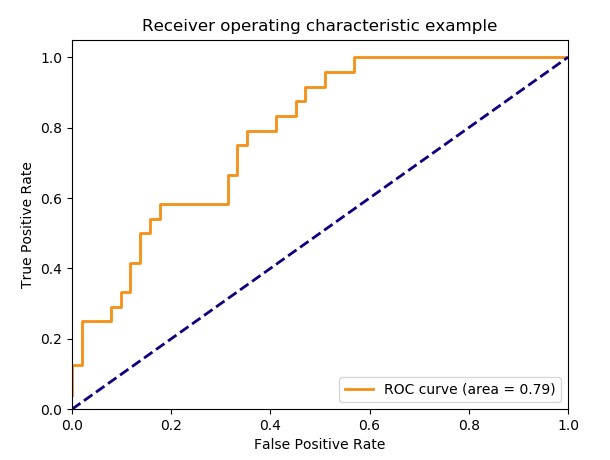 Receiver operating characteristic example
1.0
0.8
0.6
0.4
0.2
0.0
True Positive Rate
0.0 0.2 0.4 0.6 0.8 1.0
False Positive Rate
ROC curve (area = 0.79)